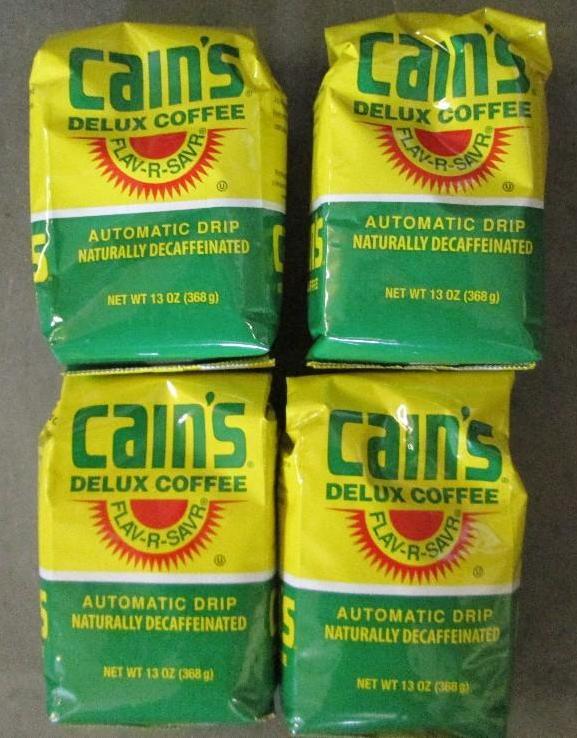 cain's
DELUX COFFEE
FLAV-R-SAVR®
AUTOMATIC DRIP
NATURALLY DECAFFEINATED
NET WT 13 OZ (368 g)
cain's
DELUX COFFEE
FLAV-R-SAVR®
AUTOMATIC DRIP
NATURALLY DECAFFEINATED
NET WT 13 OZ (368 g)
cain's
DELUX COFFEE
FLAV-R-SAVR®
AUTOMATIC DRIP
NATURALLY DECAFFEINATED
NET WT 13 OZ (368 g)
cain's
DELUX COFFEE
FLAV-R-SAVR®
AUTOMATIC DRIP
NATURALLY DECAFFEINATED
NET WT 13 OZ (368 g)